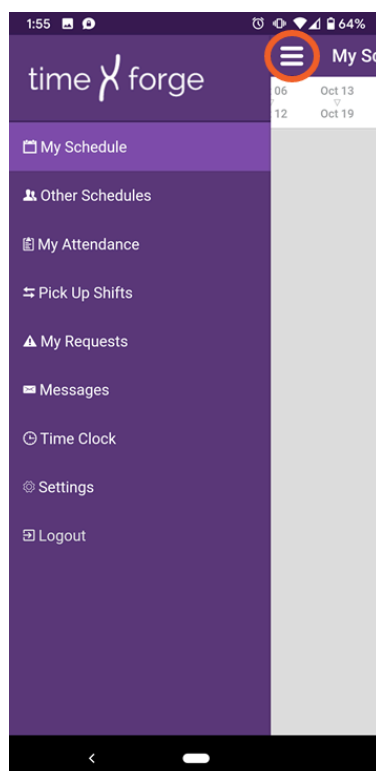 1:55
64%
time forge
My Sc
06
Oct 13
12
Oct 19
My Schedule
Other Schedules
My Attendance
Pick Up Shifts
My Requests
Messages
Time Clock
Settings
Logout